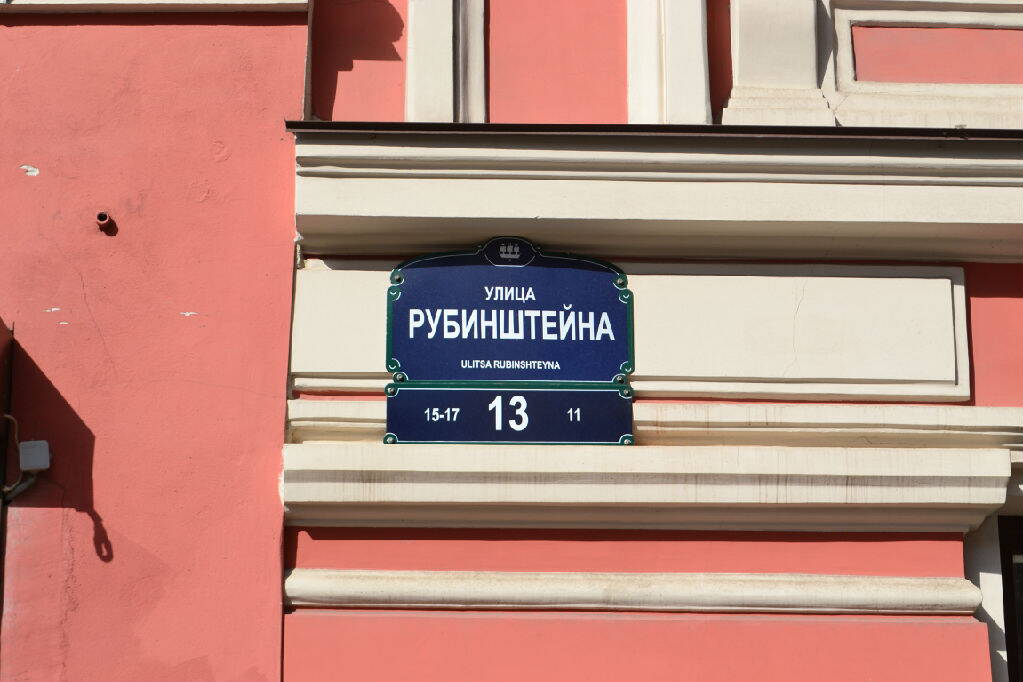 УЛИЦА
РУБИНШТЕЙНА
ULITSA RUBINSHTEYNA
15-17 13 11